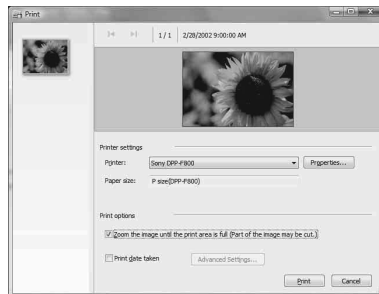 Print
1 / 1 2/28/2002 9:00:00 AM
Printer settings
Printer: Sony DPP-F800 Properties...
Paper size: P size(DPP-F800)
Print options
Zoom the image until the print area is full (Part of the image may be cut.)
Print date taken Advanced Settings...
Print Cancel